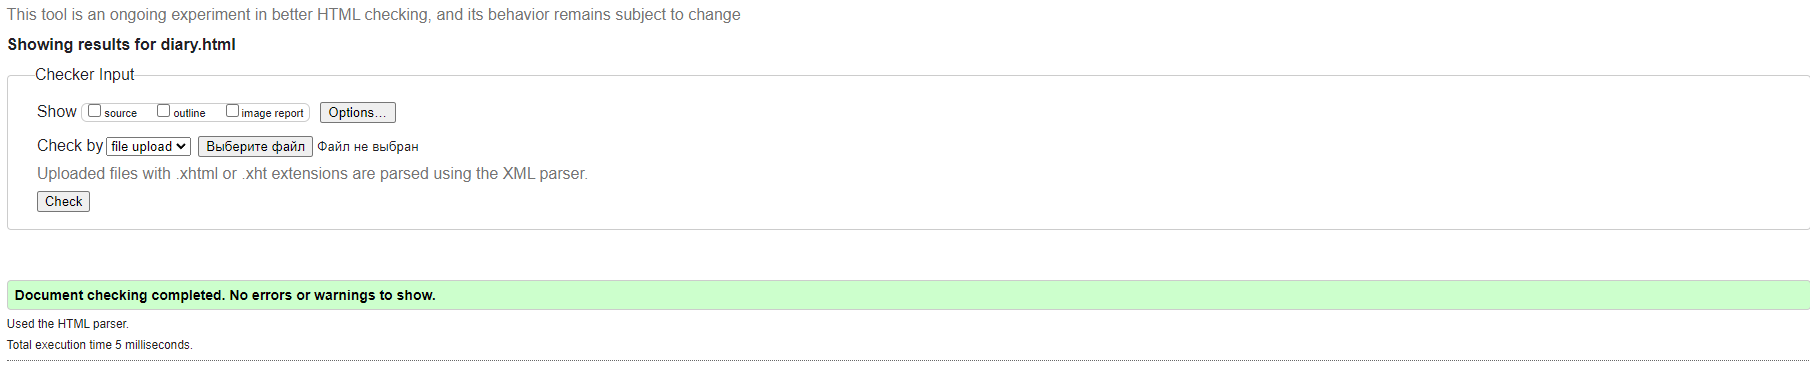 This tool is an ongoing experiment in better HTML checking, and its behavior remains subject to change
Showing results for diary.html
Checker Input
Show source outline image report Options...
Check by file upload Выберите файл Файл не выбран
Uploaded files with .xhtml or .xht extensions are parsed using the XML parser.
Check
Document checking completed. No errors or warnings to show.
Used the HTML parser.
Total execution time 5 milliseconds.